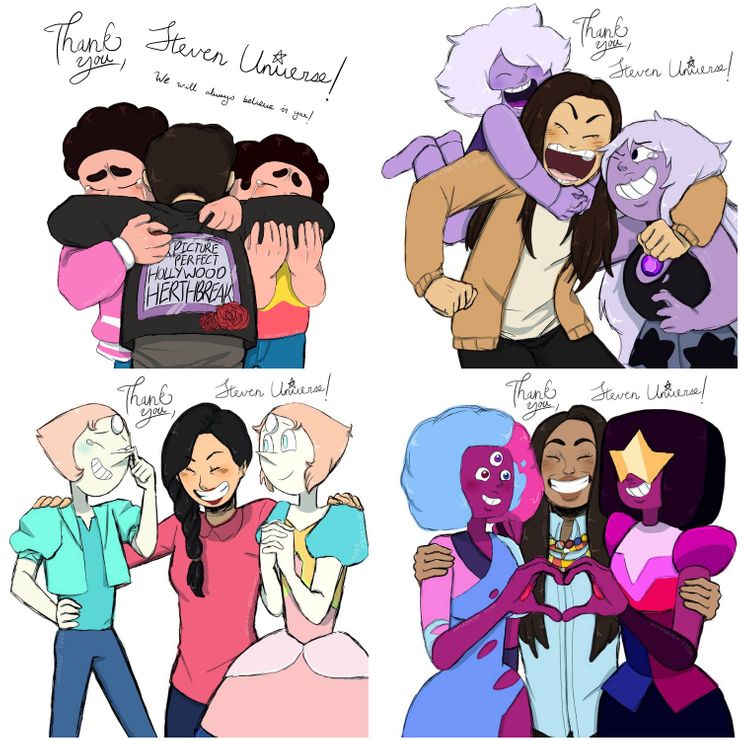 Thank
you,
Steven Universe!
We will always believe in you!
PICTURE
PERFECT
HOLLYWOOD
HERTHBREAK
Thank
you,
Steven Universe!
Thank
you,
Steven Universe!
Thank
you,
Steven Universe!